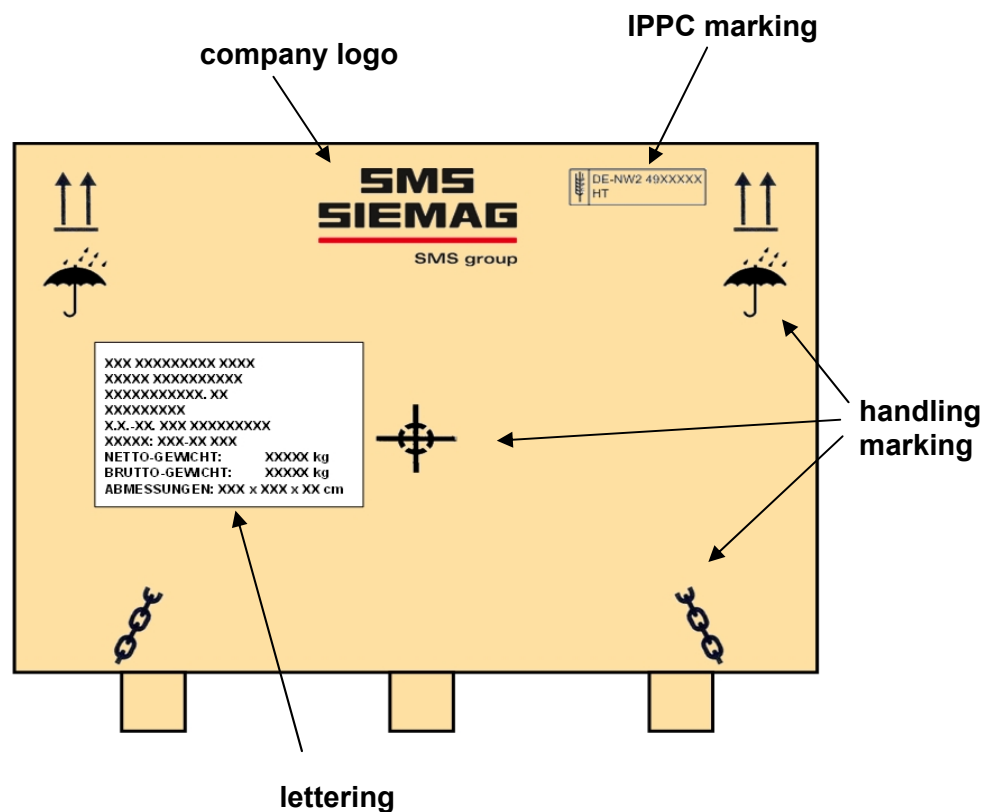 IPPC marking
company logo
SMS
SIEMAG
SMS group
DE-NW2 49XXXXX
HT
XXX XXXXXXXXX XXXX
XXXXX XXXXXXXXXX
XXXXXXXXXXX. XX
XXXXXXXXX
X.X.-XX. XXX XXXXXXXXX
XXXXX: XXX-XX XXX
NETTO-GEWICHT: XXXXX kg
BRUTTO-GEWICHT: XXXXX kg
ABMESSUNGEN: XXX x XXX x XX cm
handling
marking
lettering